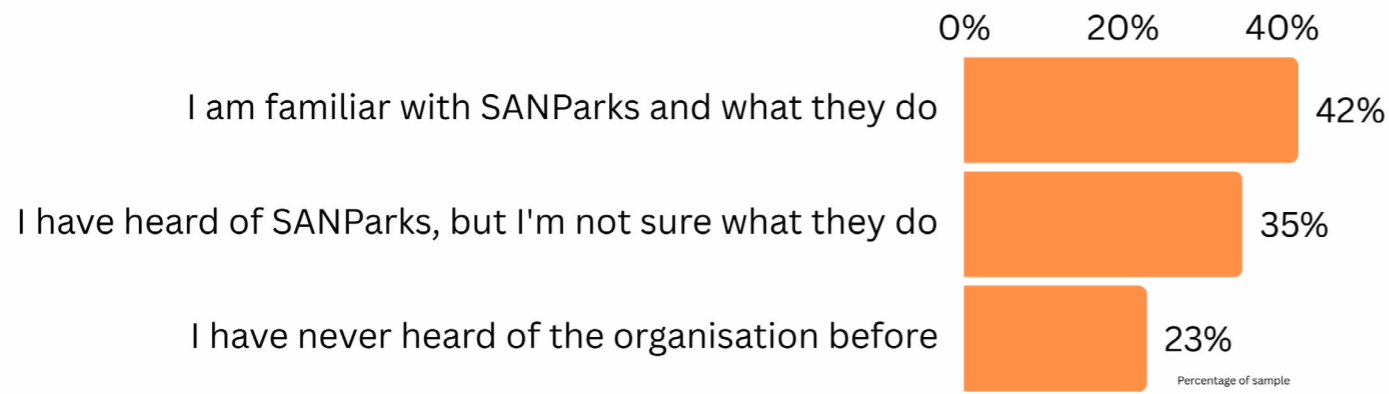 0% 20% 40%
I am familiar with SANParks and what they do 42%
I have heard of SANParks, but I'm not sure what they do 35%
I have never heard of the organisation before 23%
Percentage of sample